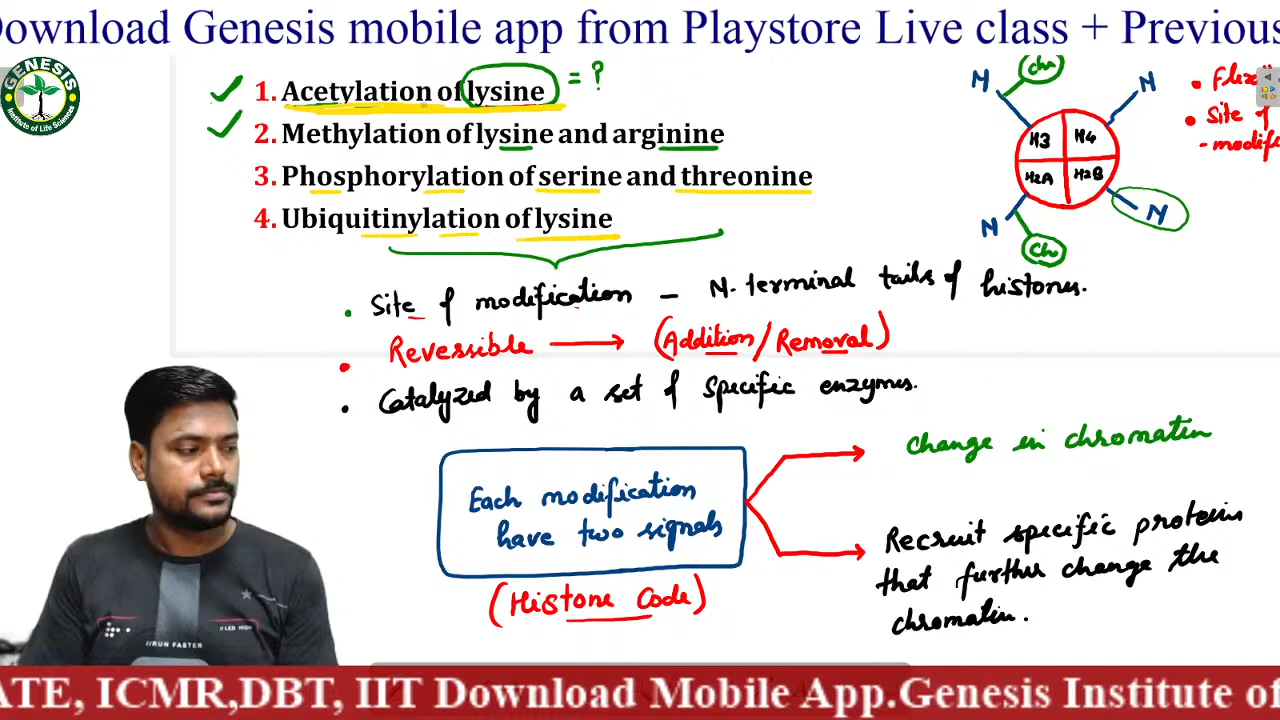 Download Genesis mobile app from Playstore Live class + Previous
GENESIS
Institute of Life Sciences
1. Acetylation of lysine = ?
2. Methylation of lysine and arginine
3. Phosphorylation of serine and threonine
4. Ubiquitinylation of lysine
N
N
H3
H4
H2A
H2B
N
N
• Site of
• Site of modification – N-terminal tails of histones.
• Reversible → (Addition/Removal)
• Catalyzed by a set of specific enzymes.
Each modification
have two signals
(Histone Code)
change in chromatin
Recruit specific proteins
that further change the
chromatin.
//RUN FASTER
ATE, ICMR,DBT, IIT Download Mobile App.Genesis Institute of